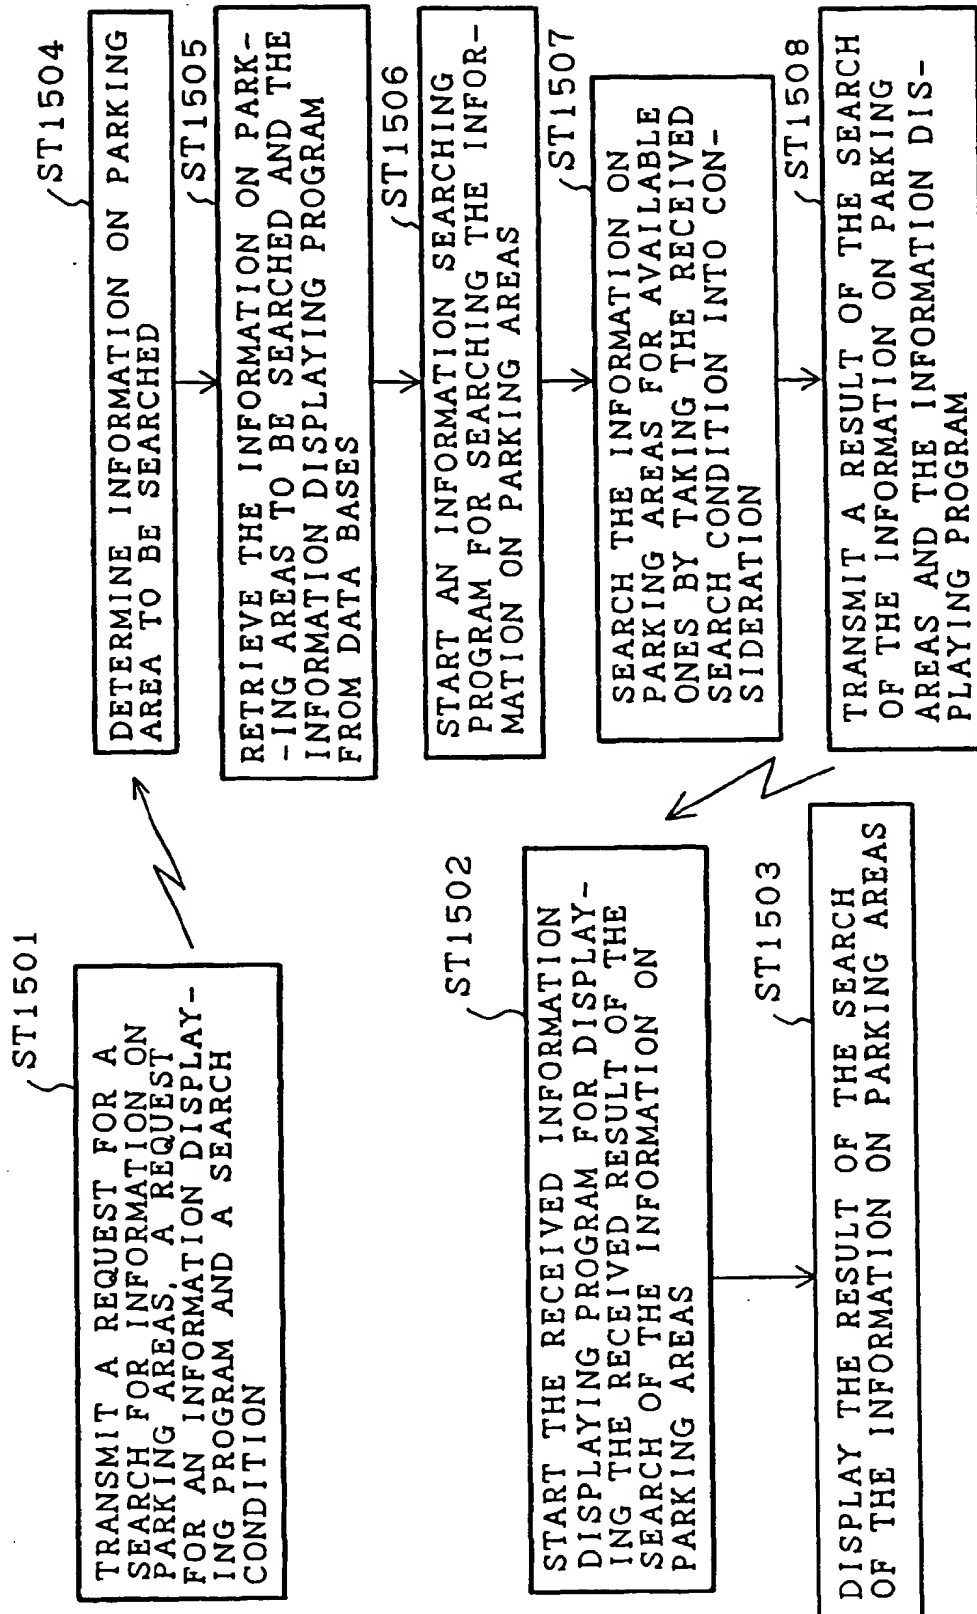 ST1501
TRANSMIT A REQUEST FOR A
SEARCH FOR INFORMATION ON
PARKING AREAS, A REQUEST
FOR AN INFORMATION DISPLAY-
ING PROGRAM AND A SEARCH
CONDITION
ST1502
START THE RECEIVED INFORMATION
DISPLAYING PROGRAM FOR DISPLAY-
ING THE RECEIVED RESULT OF THE
SEARCH OF THE INFORMATION ON
PARKING AREAS
ST1503
DISPLAY THE RESULT OF THE SEARCH
OF THE INFORMATION ON PARKING AREAS
ST1504
DETERMINE INFORMATION ON PARKING
AREA TO BE SEARCHED
ST1505
RETRIEVE THE INFORMATION ON PARK-
-ING AREAS TO BE SEARCHED AND THE
INFORMATION DISPLAYING PROGRAM
FROM DATA BASES
ST1506
START AN INFORMATION SEARCHING
PROGRAM FOR SEARCHING THE INFOR-
MATION ON PARKING AREAS
ST1507
SEARCH THE INFORMATION ON
PARKING AREAS FOR AVAILABLE
ONES BY TAKING THE RECEIVED
SEARCH CONDITION INTO CON-
SIDERATION
ST1508
TRANSMIT A RESULT OF THE SEARCH
OF THE INFORMATION ON PARKING
AREAS AND THE INFORMATION DIS-
PLAYING PROGRAM